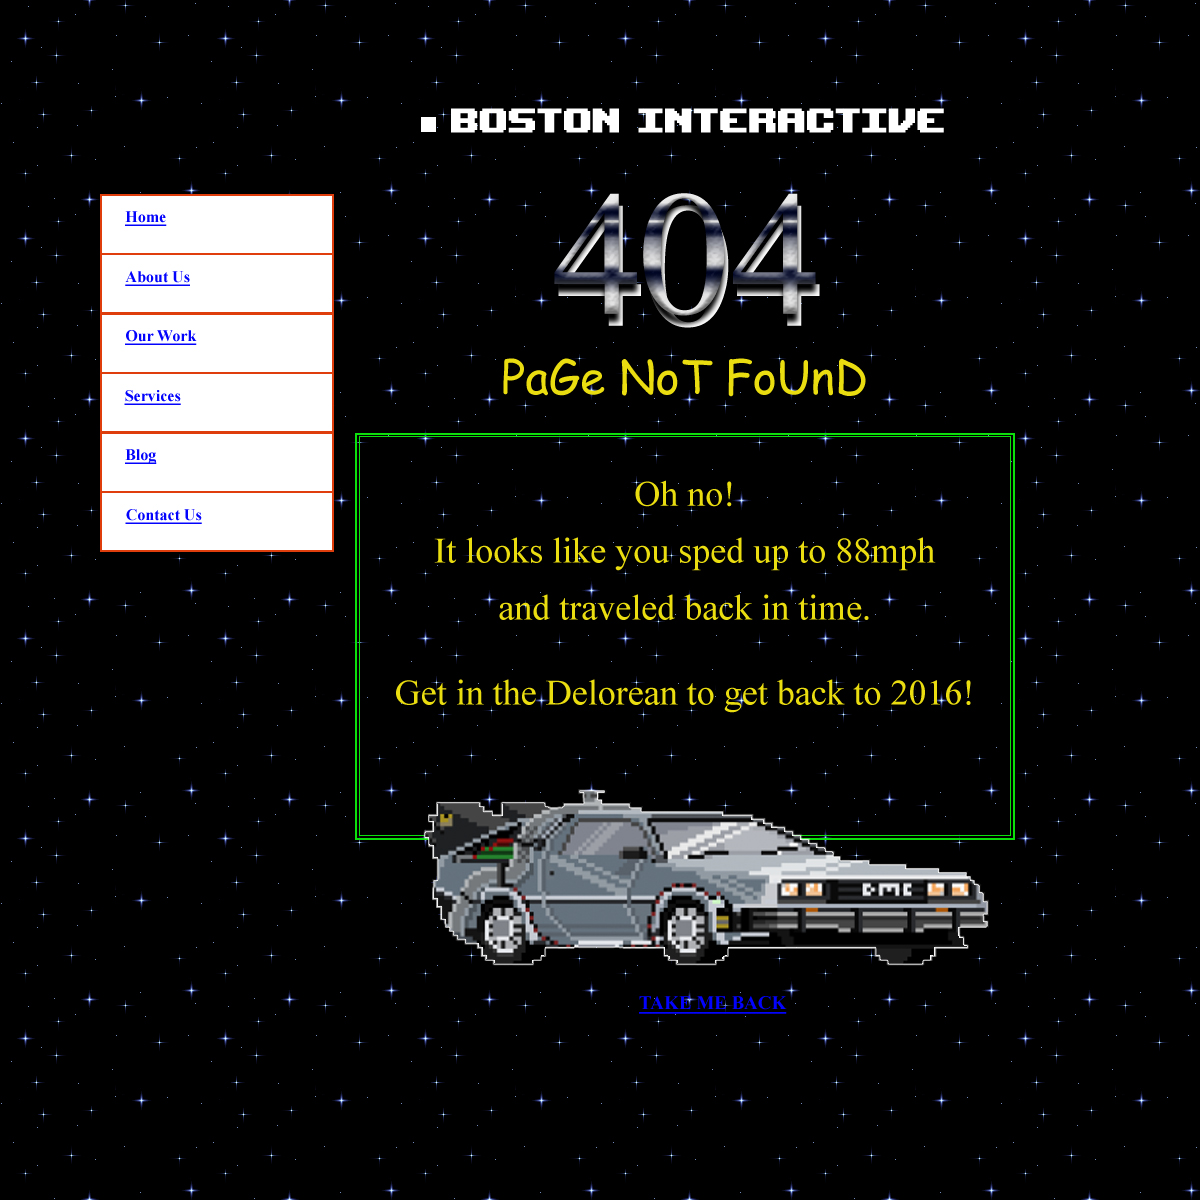 BOSTON INTERACTIVE
404
PaGe NoT FoUnD
Home
About Us
Our Work
Services
Blog
Contact Us
Oh no!
It looks like you sped up to 88mph
and traveled back in time.
Get in the Delorean to get back to 2016!
DMC
TAKE ME BACK